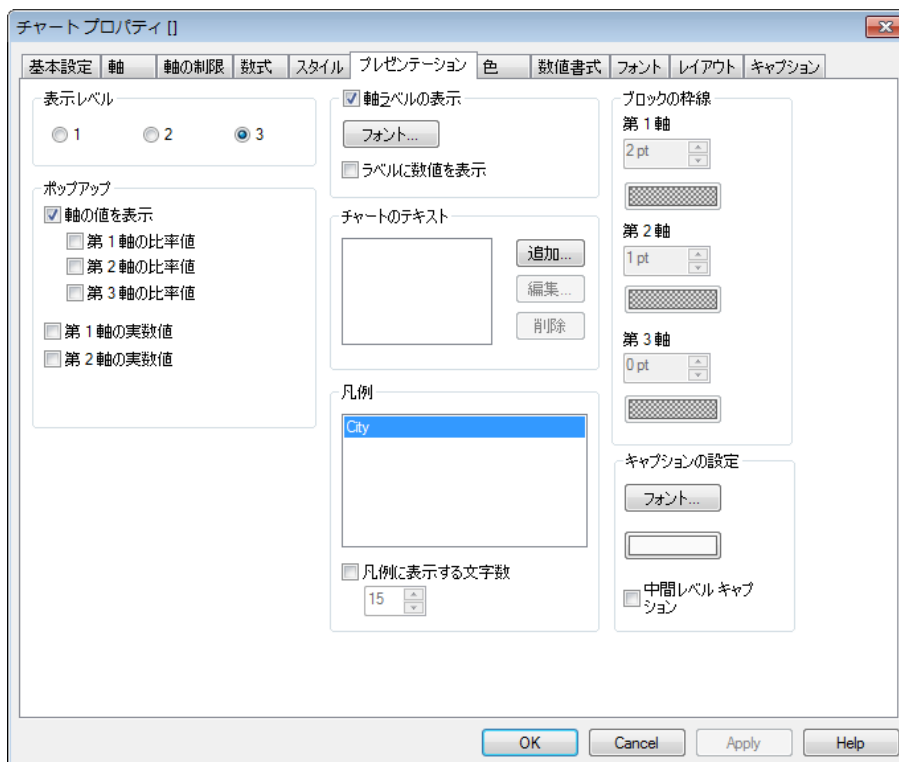 チャート プロパティ []
基本設定 軸 軸の制限 数式 スタイル プレゼンテーション 色 数値書式 フォント レイアウト キャプション
表示レベル
1 2 3
ポップアップ
軸の値を表示
第 1 軸の比率値
第 2 軸の比率値
第 3 軸の比率値
第 1 軸の実数値
第 2 軸の実数値
軸ラベルの表示
フォント...
ラベルに数値を表示
チャートのテキスト
追加...
編集...
削除
凡例
City
凡例に表示する文字数
15
ブロックの枠線
第 1 軸
2 pt
第 2 軸
1 pt
第 3 軸
0 pt
キャプションの設定
フォント...
中間レベル キャプ
ション
OK Cancel Apply Help